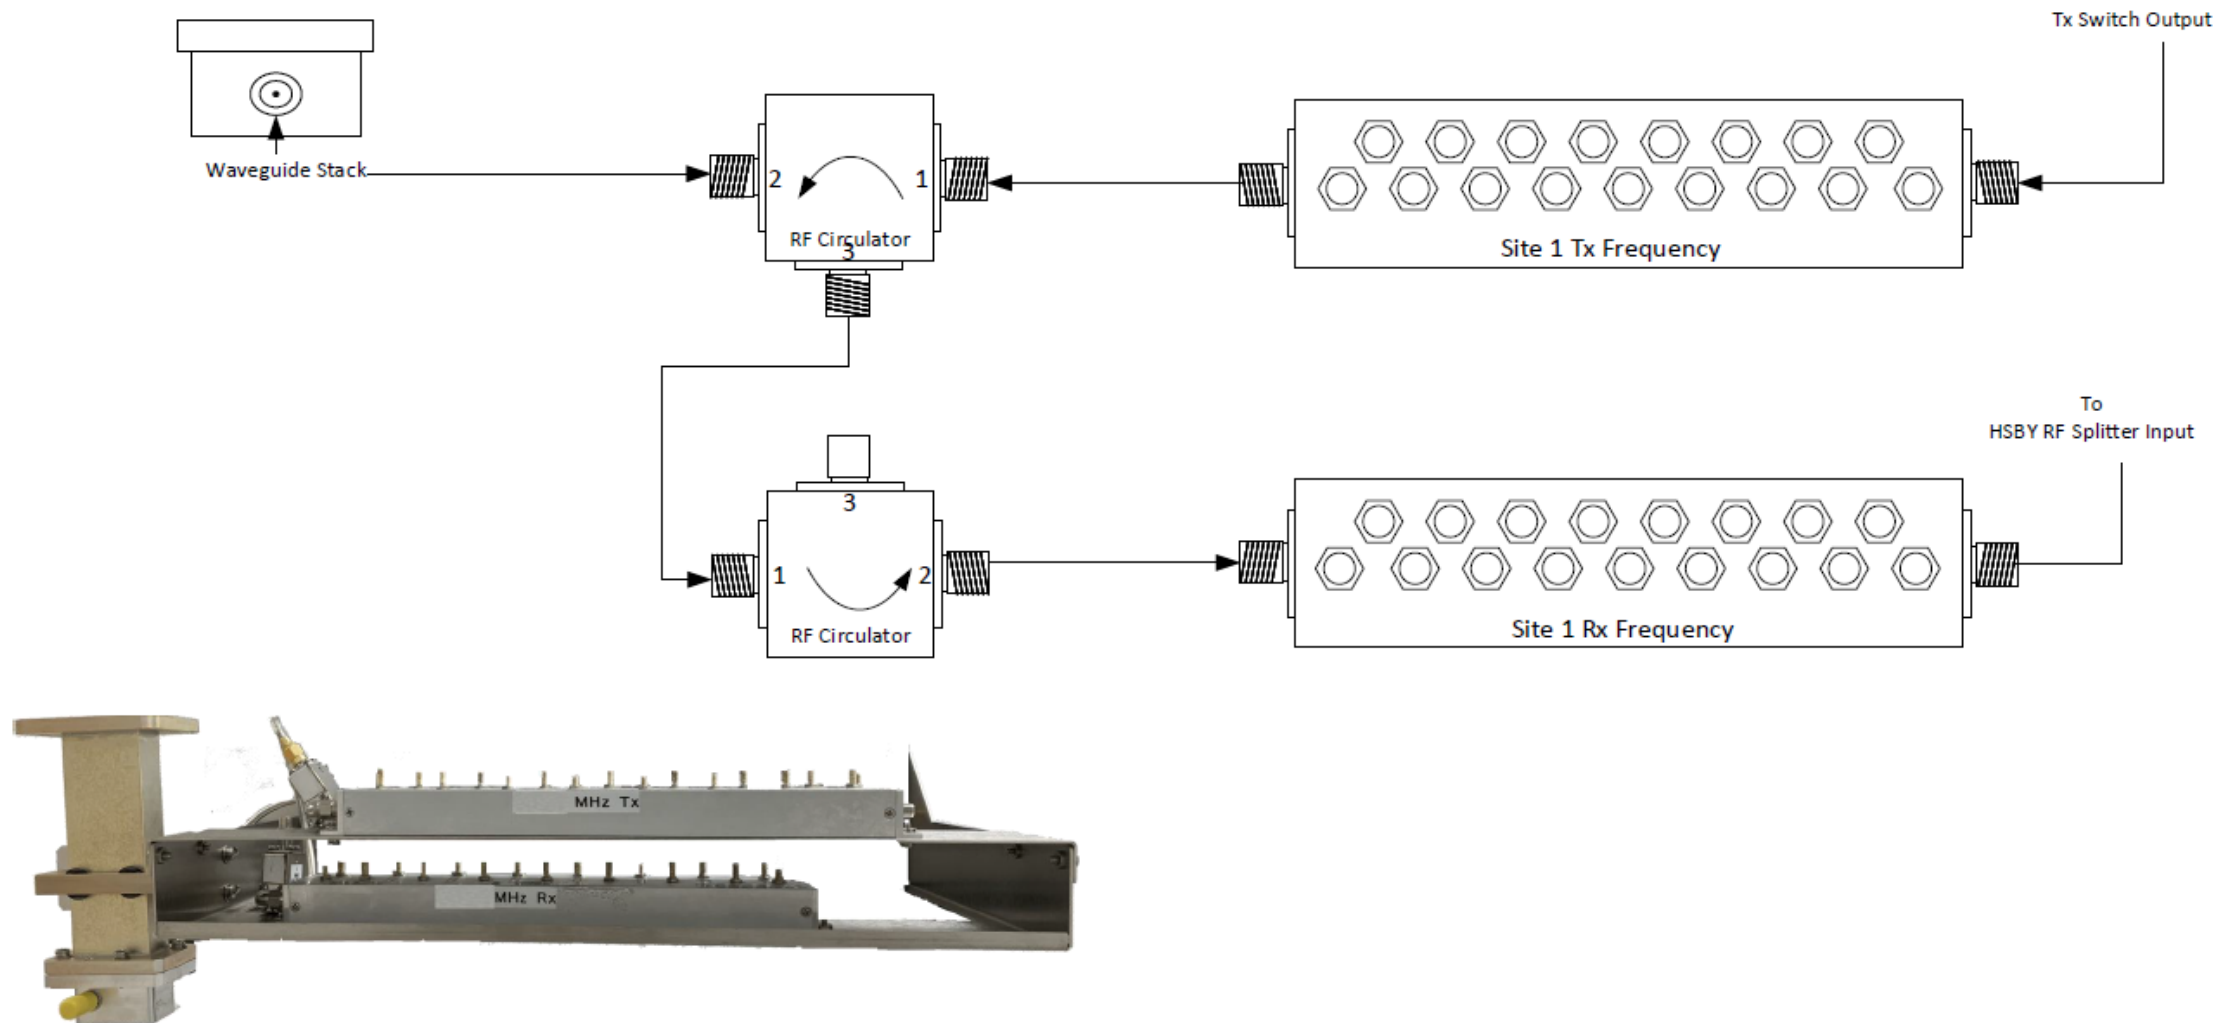 Tx Switch Output
Waveguide Stack
2
1
RF Circulator
3
Site 1 Tx Frequency
To
HSBY RF Splitter Input
3
1
2
RF Circulator
Site 1 Rx Frequency
MHz Tx
MHz Rx